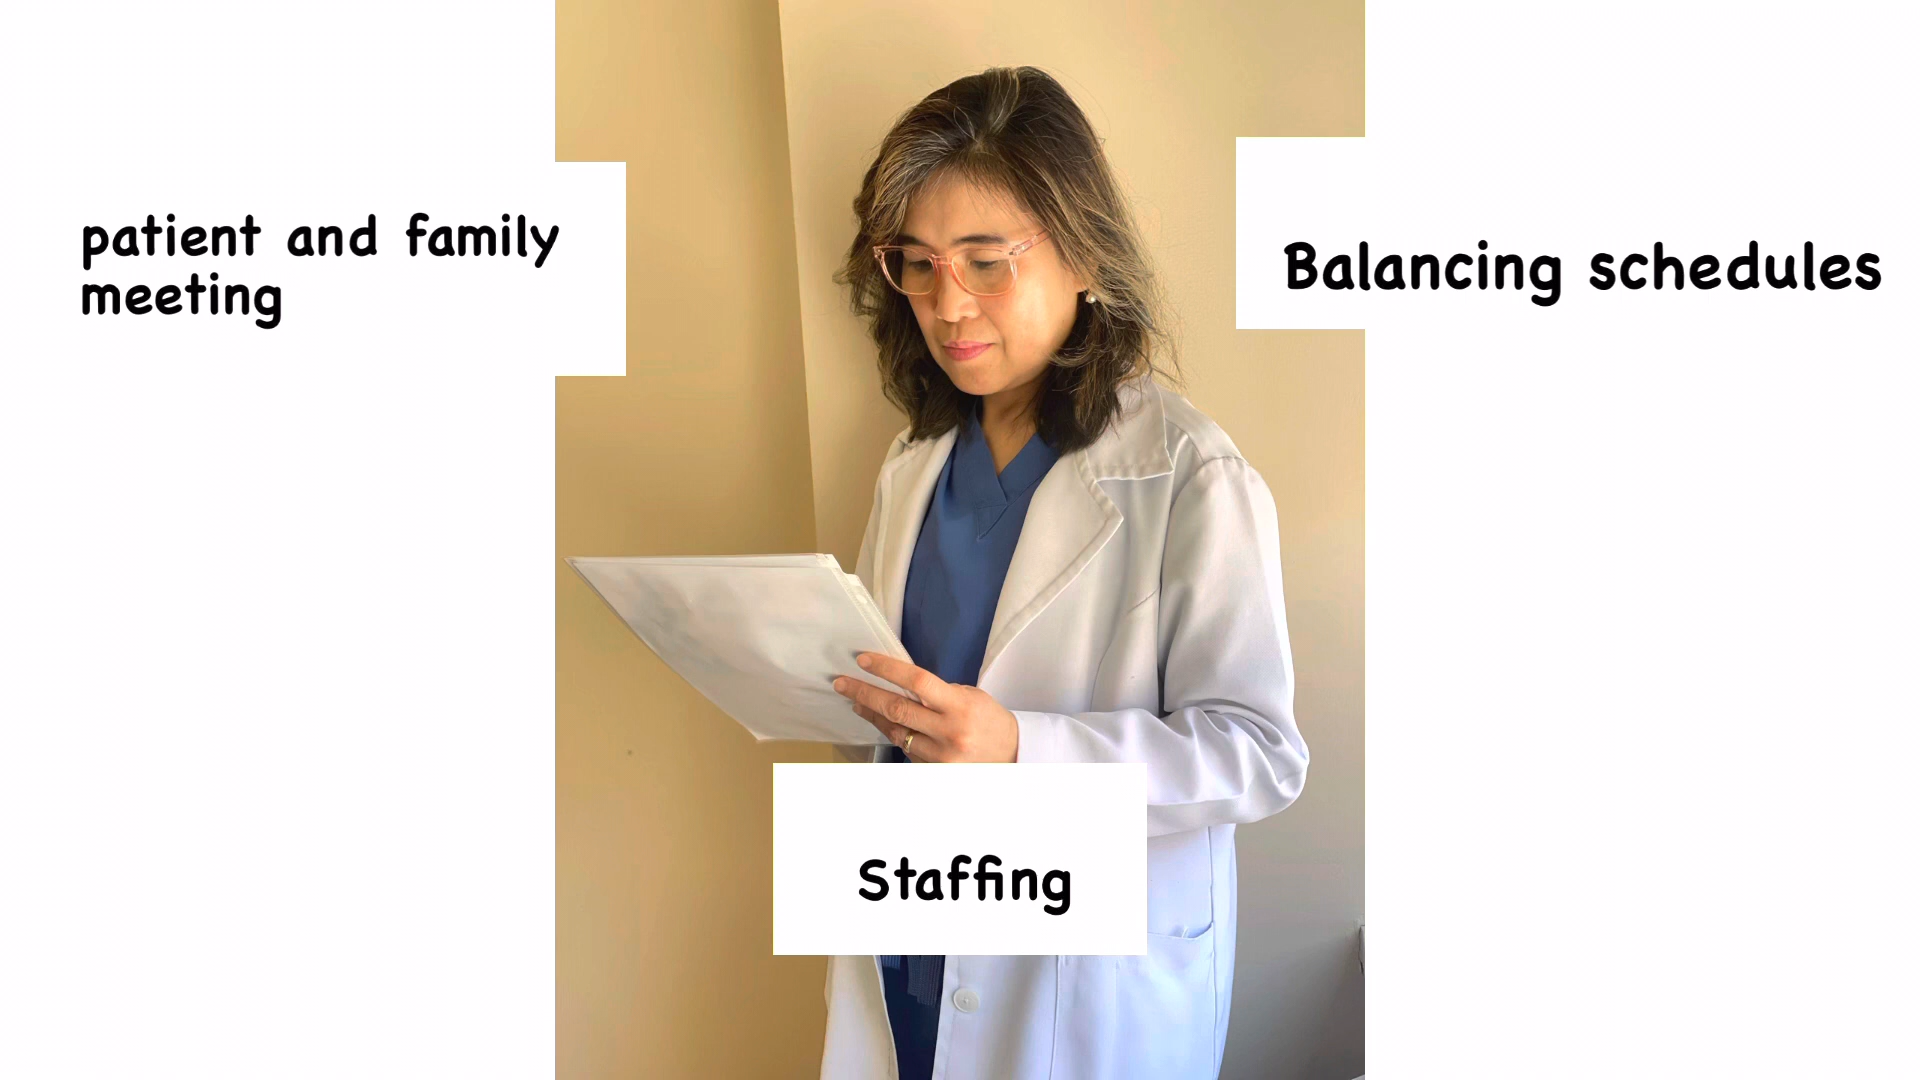 patient and family
meeting
Balancing schedules
Staffing